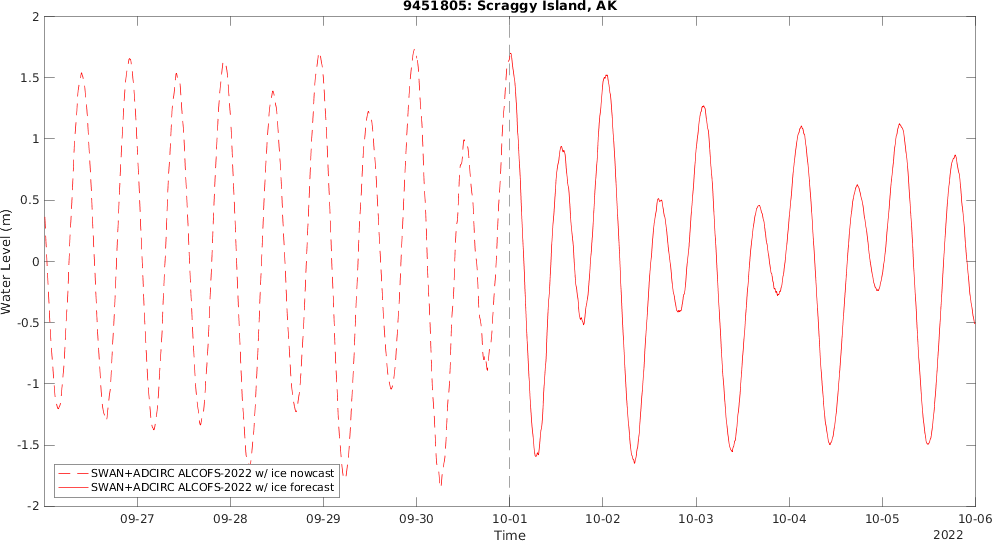 9451805: Scraggy Island, AK
2
1.5
1
0.5
0
-0.5
-1
-1.5
-2
Water Level (m)
SWAN+ADCIRC ALCOFS-2022 w/ ice nowcast
SWAN+ADCIRC ALCOFS-2022 w/ ice forecast
09-27 09-28 09-29 09-30 10-01 10-02 10-03 10-04 10-05 10-06
Time
2022